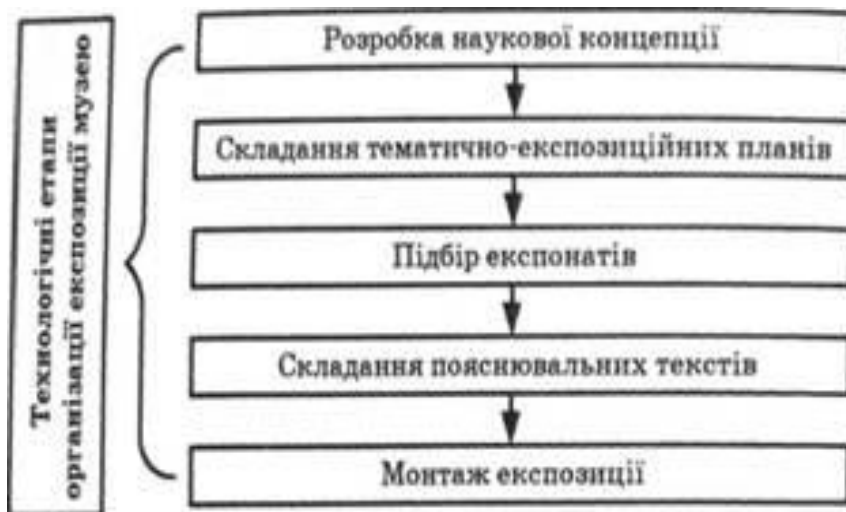 Технологічні етапи
організації експозиції музею
Розробка наукової концепції
Складання тематично-експозиційних планів
Підбір експонатів
Складання пояснювальних текстів
Монтаж експозиції